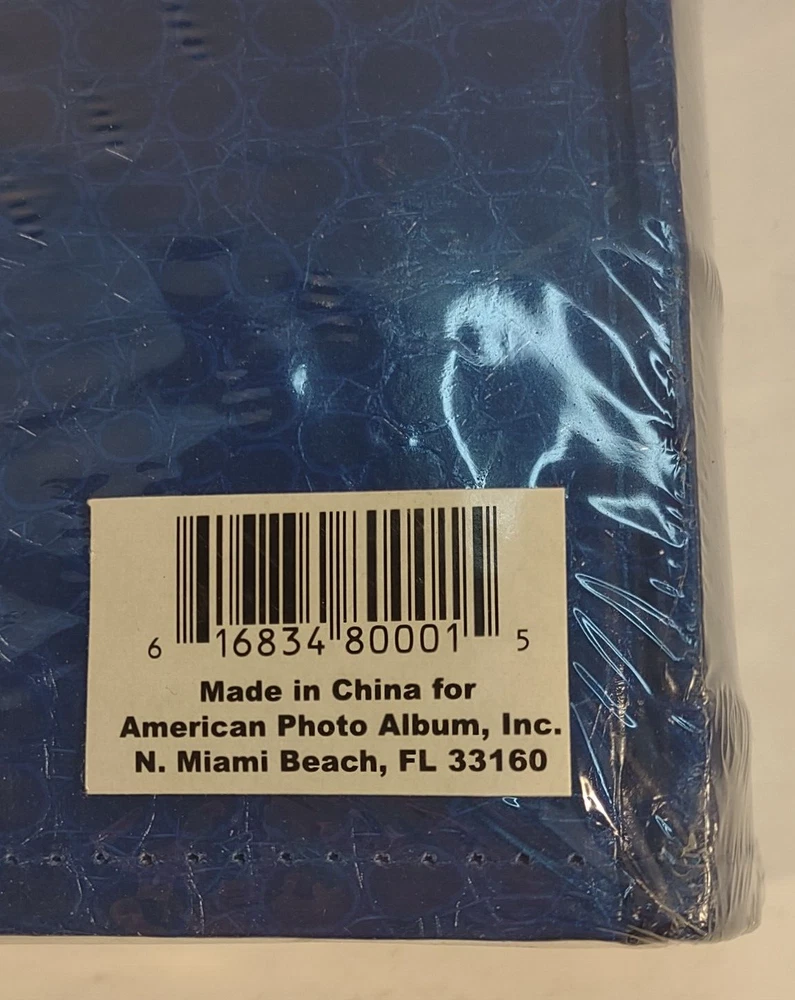 6 16834 80001 5
Made in China for
American Photo Album, Inc.
N. Miami Beach, FL 33160